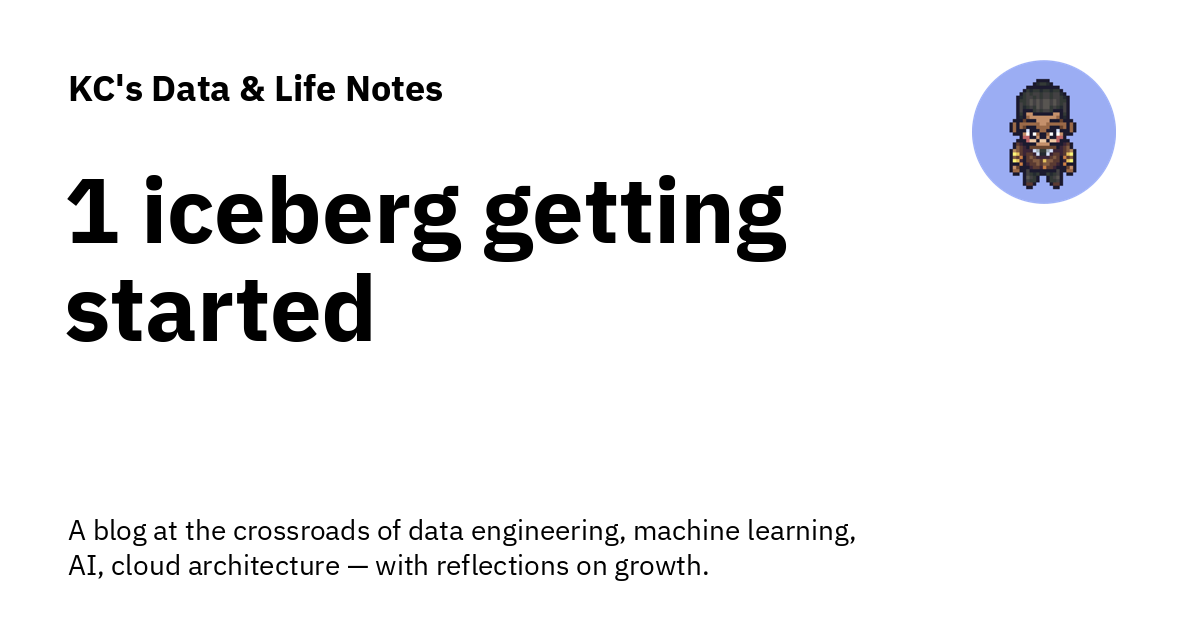 KC's Data & Life Notes
1 iceberg getting
started
A blog at the crossroads of data engineering, machine learning,
AI, cloud architecture — with reflections on growth.